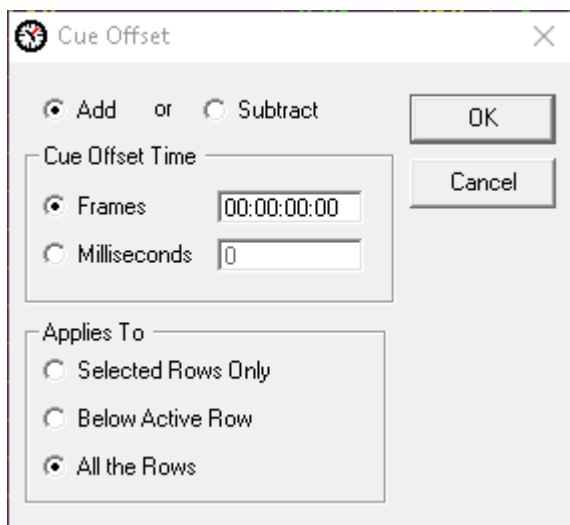 Cue Offset
Add or Subtract
OK
Cue Offset Time
Cancel
Frames 00:00:00:00
Milliseconds 0
Applies To
Selected Rows Only
Below Active Row
All the Rows